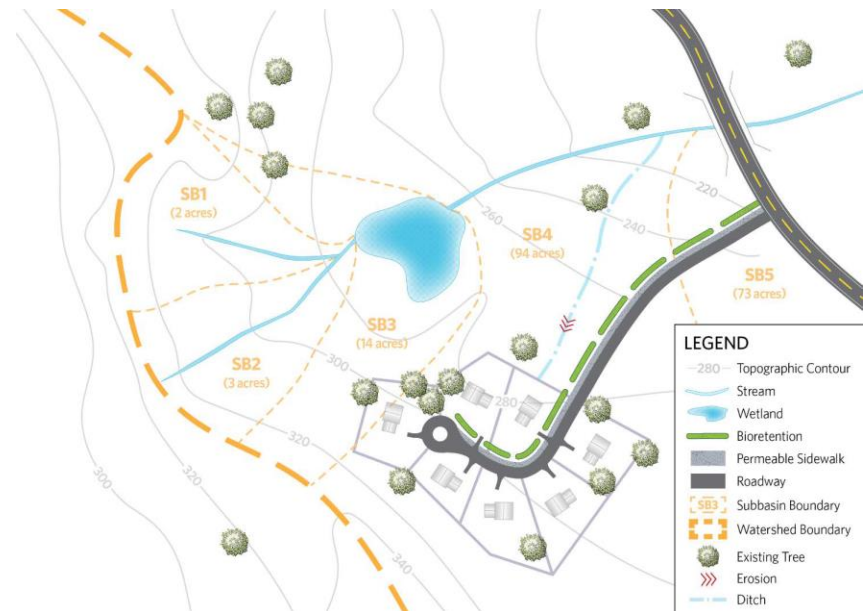 SB1
(2 acres)
220
260
240
SB4
(94 acres)
SB5
(73 acres)
SB3
(14 acres)
SB2
(3 acres)
300
280
320
300
320
340
LEGEND
280 Topographic Contour
Stream
Wetland
Bioretention
Permeable Sidewalk
Roadway
SB3 Subbasin Boundary
Watershed Boundary
Existing Tree
Erosion
Ditch